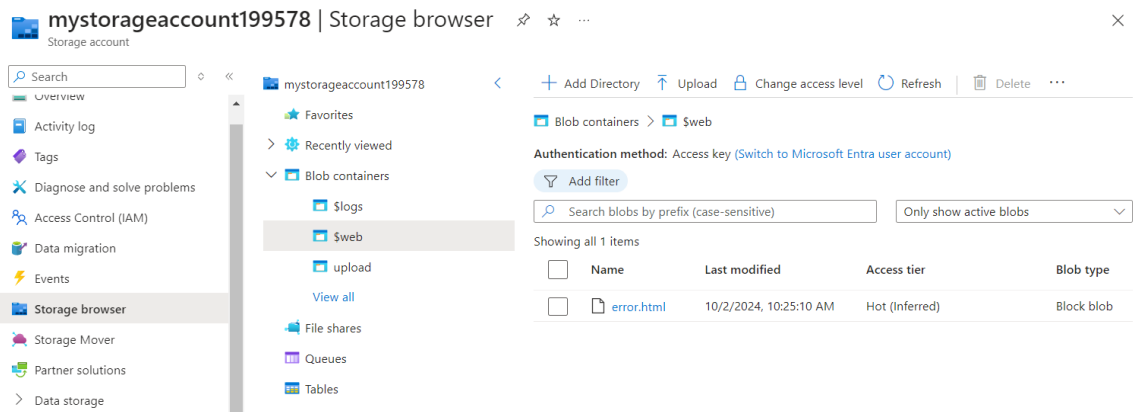 mystorageaccount199578 | Storage browser
Storage account
Search
Overview
Activity log
Tags
Diagnose and solve problems
Access Control (IAM)
Data migration
Events
Storage browser
Storage Mover
Partner solutions
Data storage
mystorageaccount199578
Favorites
Recently viewed
Blob containers
$logs
$web
upload
View all
File shares
Queues
Tables
Add Directory Upload Change access level Refresh Delete
Blob containers > $web
Authentication method: Access key (Switch to Microsoft Entra user account)
Add filter
Search blobs by prefix (case-sensitive) Only show active blobs
Showing all 1 items
Name Last modified Access tier Blob type
error.html 10/2/2024, 10:25:10 AM Hot (Inferred) Block blob